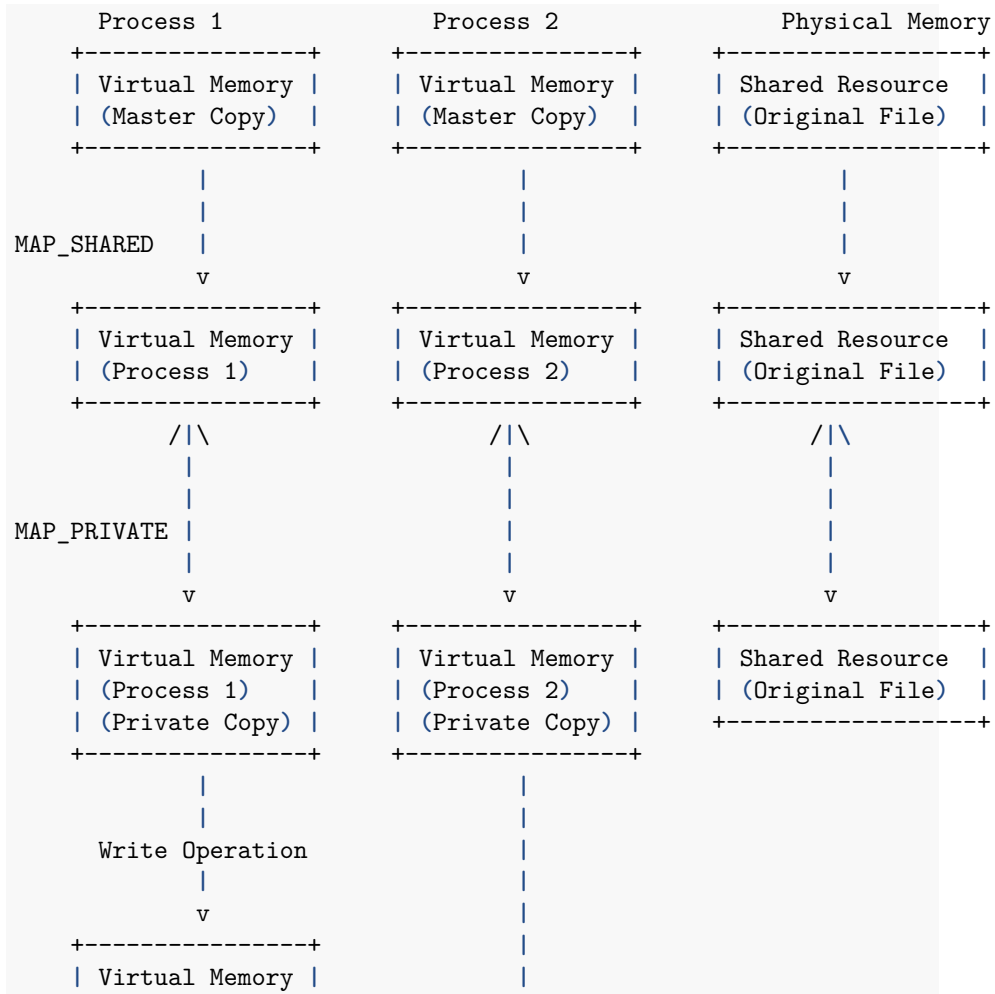 Process 1 Process 2 Physical Memory
+----------------+ +----------------+ +------------------+
| Virtual Memory | | Virtual Memory | | Shared Resource |
| (Master Copy) | | (Master Copy) | | (Original File) |
+----------------+ +----------------+ +------------------+
| | |
| | |
MAP_SHARED | | |
v v v
+----------------+ +----------------+ +------------------+
| Virtual Memory | | Virtual Memory | | Shared Resource |
| (Process 1) | | (Process 2) | | (Original File) |
+----------------+ +----------------+ +------------------+
/|\ /|\ /|\
| | |
| | |
MAP_PRIVATE | | |
| | |
v v v
+----------------+ +----------------+ +------------------+
| Virtual Memory | | Virtual Memory | | Shared Resource |
| (Process 1) | | (Process 2) | (Original File) |
| (Private Copy) | | (Private Copy) | +------------------+
+----------------+ +----------------+
| |
| |
Write Operation |
| |
v |
+----------------+ |
| Virtual Memory | |